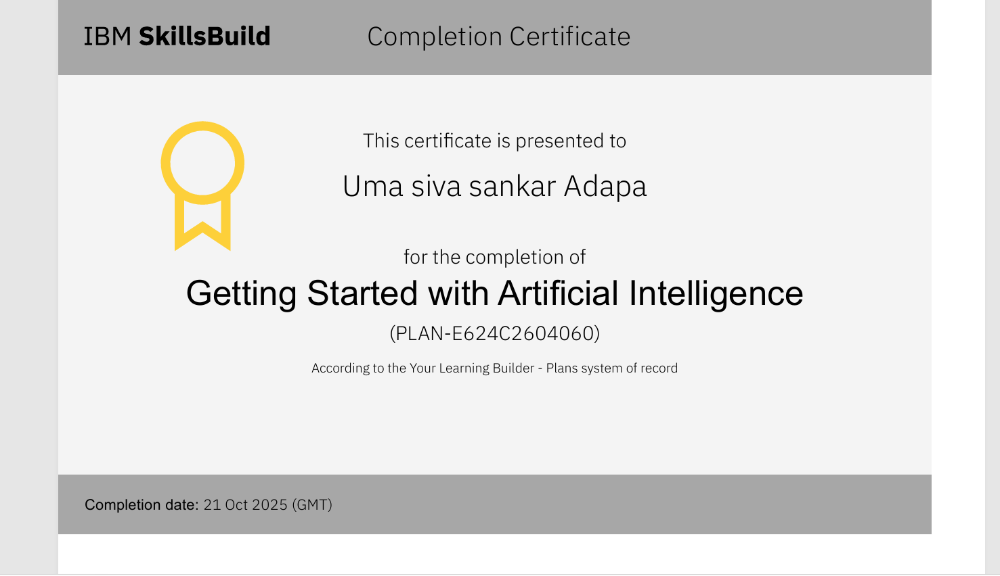 IBM SkillsBuild
Completion Certificate
This certificate is presented to
Uma siva sankar Adapa
for the completion of
Getting Started with Artificial Intelligence
(PLAN-E624C2604060)
According to the Your Learning Builder - Plans system of record
Completion date: 21 Oct 2025 (GMT)